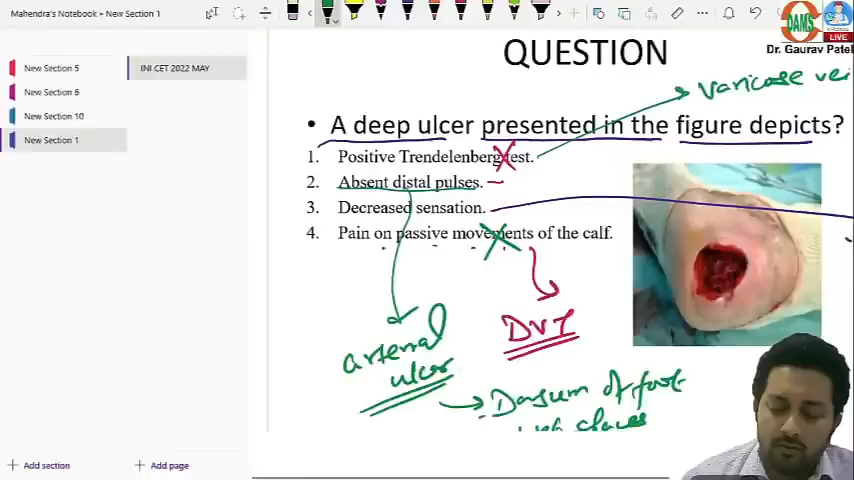 Mahendra's Notebook » New Section 1
DAMS
LIVE
Dr. Gaurav Patel
New Section 5
New Section 6
New Section 10
New Section 1
INI CET 2022 MAY
QUESTION
varicose vei
• A deep ulcer presented in the figure depicts?
1. Positive Trendelenberg test.
2. Absent distal pulses.
3. Decreased sensation.
4. Pain on passive movements of the calf.
arterial
ulcer
DVT
Dorsum of foot
+ Add section
+ Add page